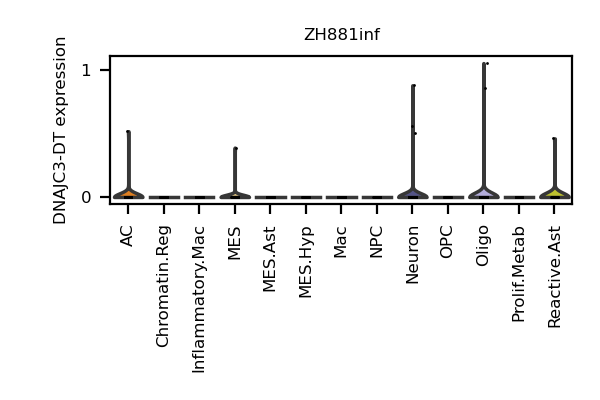 ZH881inf
DNAJC3-DT expression
1
0
AC
Chromatin.Reg
Inflammatory.Mac
MES
MES.Ast
MES.Hyp
Mac
NPC
Neuron
OPC
Oligo
Prolif.Metab
Reactive.Ast